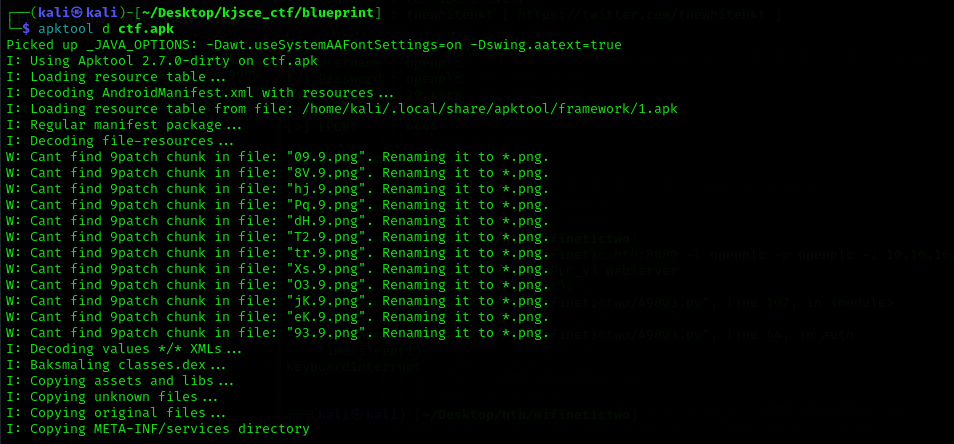 ┌──(kali㉿kali)-[~/Desktop/kjsce_ctf/blueprint]
└─$ apktool d ctf.apk
Picked up _JAVA_OPTIONS: -Dawt.useSystemAAFontSettings=on -Dswing.aatext=true
I: Using Apktool 2.7.0-dirty on ctf.apk
I: Loading resource table...
I: Decoding AndroidManifest.xml with resources...
I: Loading resource table from file: /home/kali/.local/share/apktool/framework/1.apk
I: Regular manifest package...
I: Decoding file-resources...
W: Cant find 9patch chunk in file: "09.9.png". Renaming it to *.png.
W: Cant find 9patch chunk in file: "8V.9.png". Renaming it to *.png.
W: Cant find 9patch chunk in file: "hj.9.png". Renaming it to *.png.
W: Cant find 9patch chunk in file: "Pq.9.png". Renaming it to *.png.
W: Cant find 9patch chunk in file: "dH.9.png". Renaming it to *.png.
W: Cant find 9patch chunk in file: "T2.9.png". Renaming it to *.png.
W: Cant find 9patch chunk in file: "tr.9.png". Renaming it to *.png.
W: Cant find 9patch chunk in file: "Xs.9.png". Renaming it to *.png.
W: Cant find 9patch chunk in file: "O3.9.png". Renaming it to *.png.
W: Cant find 9patch chunk in file: "jK.9.png". Renaming it to *.png.
W: Cant find 9patch chunk in file: "eK.9.png". Renaming it to *.png.
W: Cant find 9patch chunk in file: "93.9.png". Renaming it to *.png.
I: Decoding values */* XMLs...
I: Baksmaling classes.dex...
I: Copying assets and libs...
I: Copying unknown files...
I: Copying original files...
I: Copying META-INF/services directory